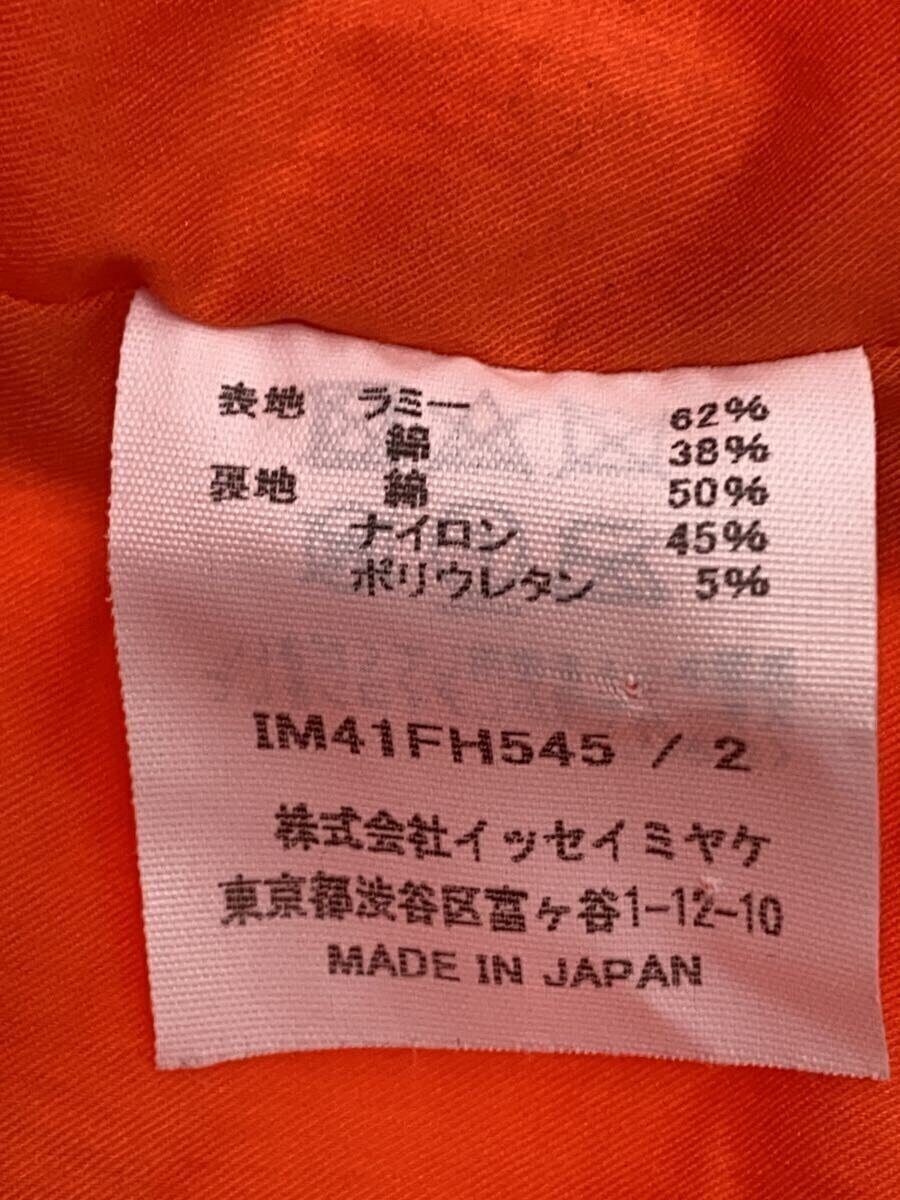 表地 ラミー 62%
綿 38%
裏地 綿 50%
ナイロン 45%
ポリウレタン 5%
IM41FH545 / 2
株式会社イッセイミヤケ
東京都渋谷区富ヶ谷1-12-10
MADE IN JAPAN